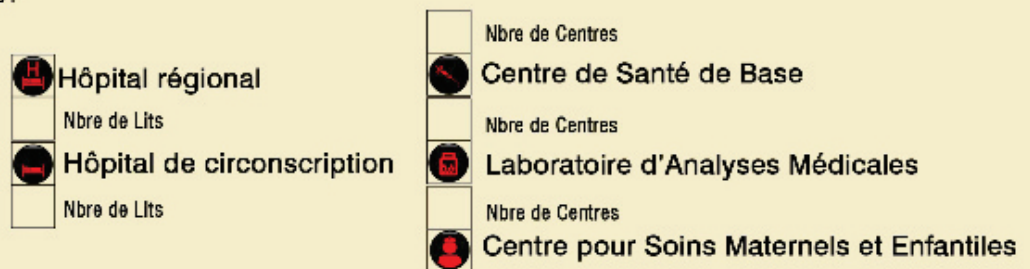 Hôpital régional
Nbre de Lits
Hôpital de circonscription
Nbre de Lits
Nbre de Centres
Centre de Santé de Base
Nbre de Centres
Laboratoire d'Analyses Médicales
Nbre de Centres
Centre pour Soins Maternels et Enfantiles